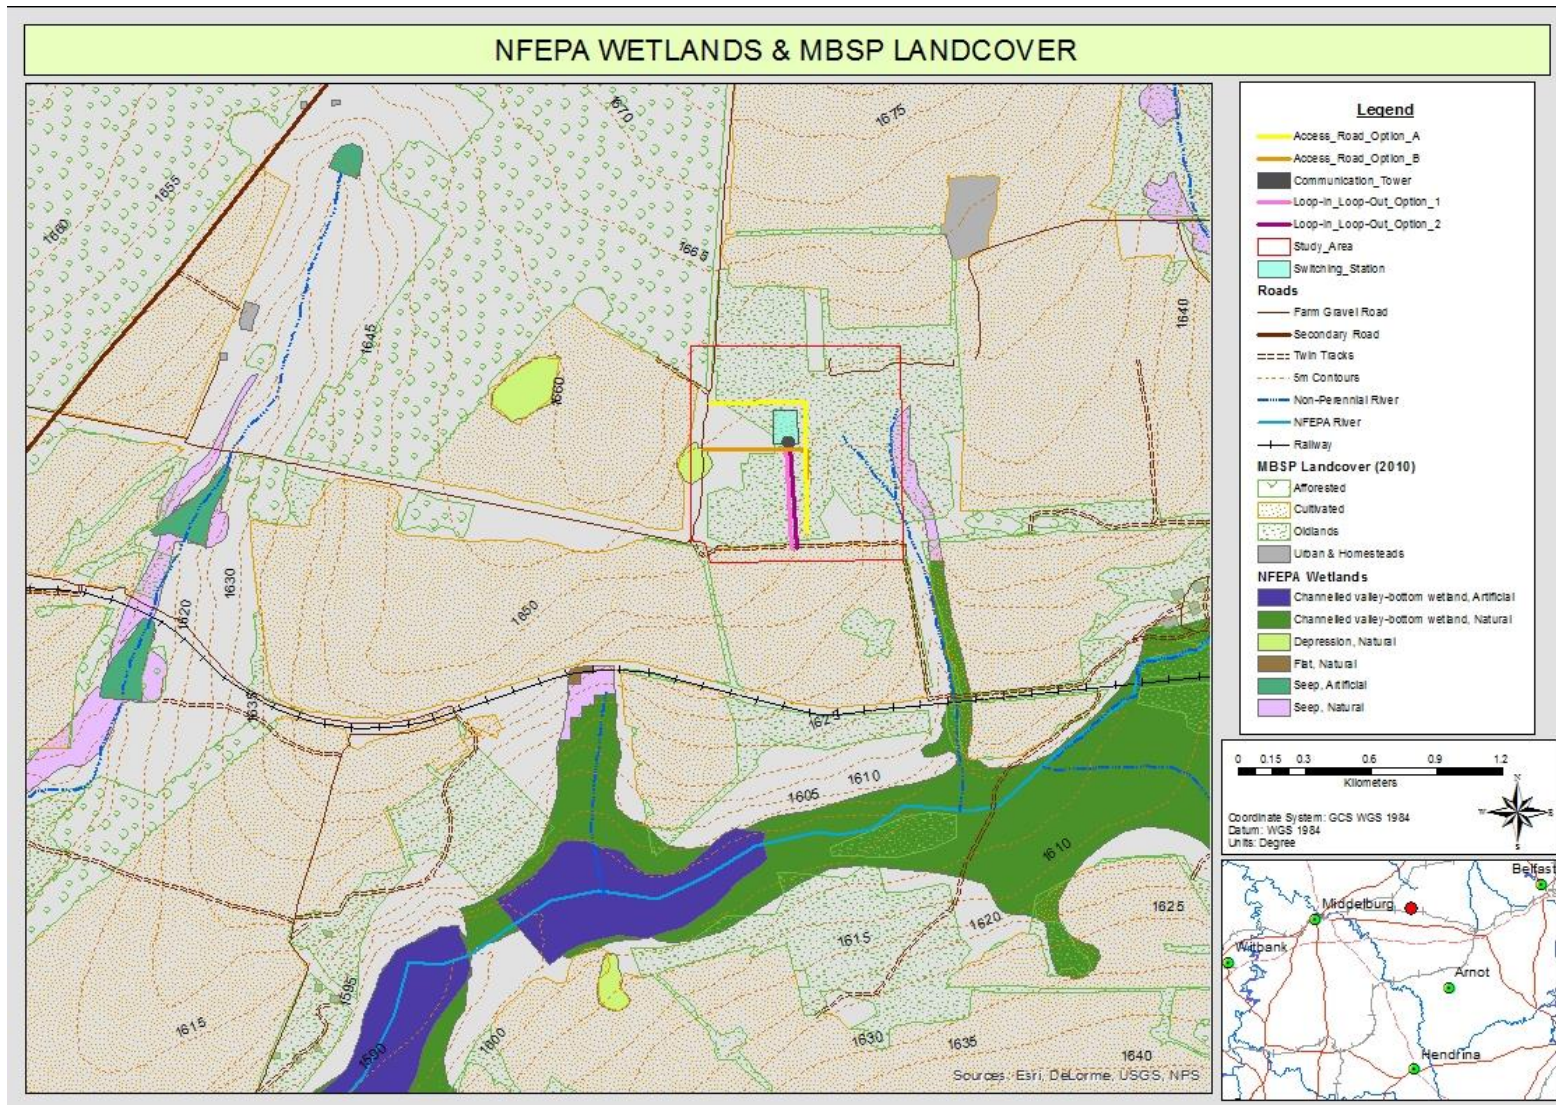 NFEPA WETLANDS & MBSP LANDCOVER
1670
1675
1655
1660
1665
1645
1640
1660
1630
1620
1650
1635
1625
1610
1605
1610
1625
1620
1615
1595
1615
1590
1600
1630
1635
1640
Sources: Esri, DeLorme, USGS, NPS
Legend
Access_Road_Option_A
Access_Road_Option_B
Communication_Tower
Loop-in_Loop-Out_Option_1
Loop-in_Loop-Out_Option_2
Study_Area
Switching_Station
Roads
Farm Gravel Road
Secondary Road
Twin Tracks
5m Contours
Non-Perennial River
NFEPA River
Railway
MBSP Landcover (2010)
Afforested
Cultivated
Oldlands
Urban & Homesteads
NFEPA Wetlands
Channelled valley-bottom wetland, Artificial
Channelled valley-bottom wetland, Natural
Depression, Natural
Flat, Natural
Seep, Artificial
Seep, Natural
0 0.15 0.3 0.6 0.9 1.2
Kilometers
N
W E
S
Coordinate System: GCS WGS 1984
Datum: WGS 1984
Units: Degree
Belfast
Middelburg
Witbank
Arnot
Hendrina